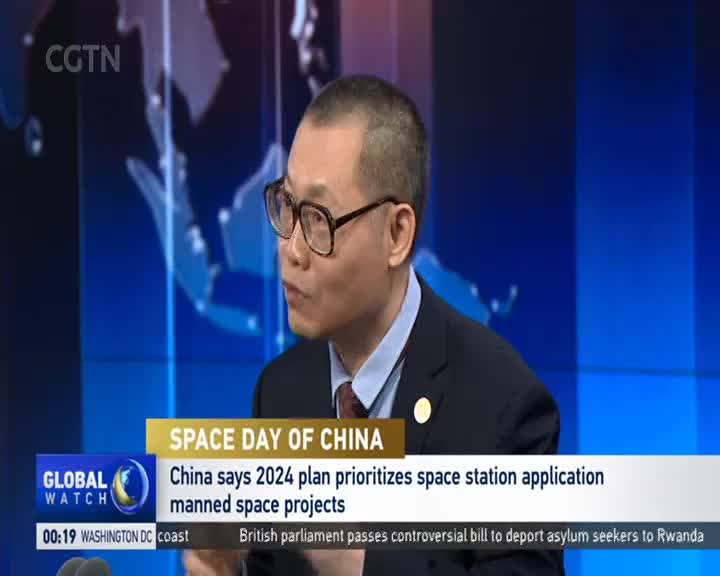 CGTN
SPACE DAY OF CHINA
China says 2024 plan prioritizes space station application
manned space projects
GLOBAL
WATCH
00:19 WASHINGTON DC
coast British parliament passes controversial bill to deport asylum seekers to Rwanda